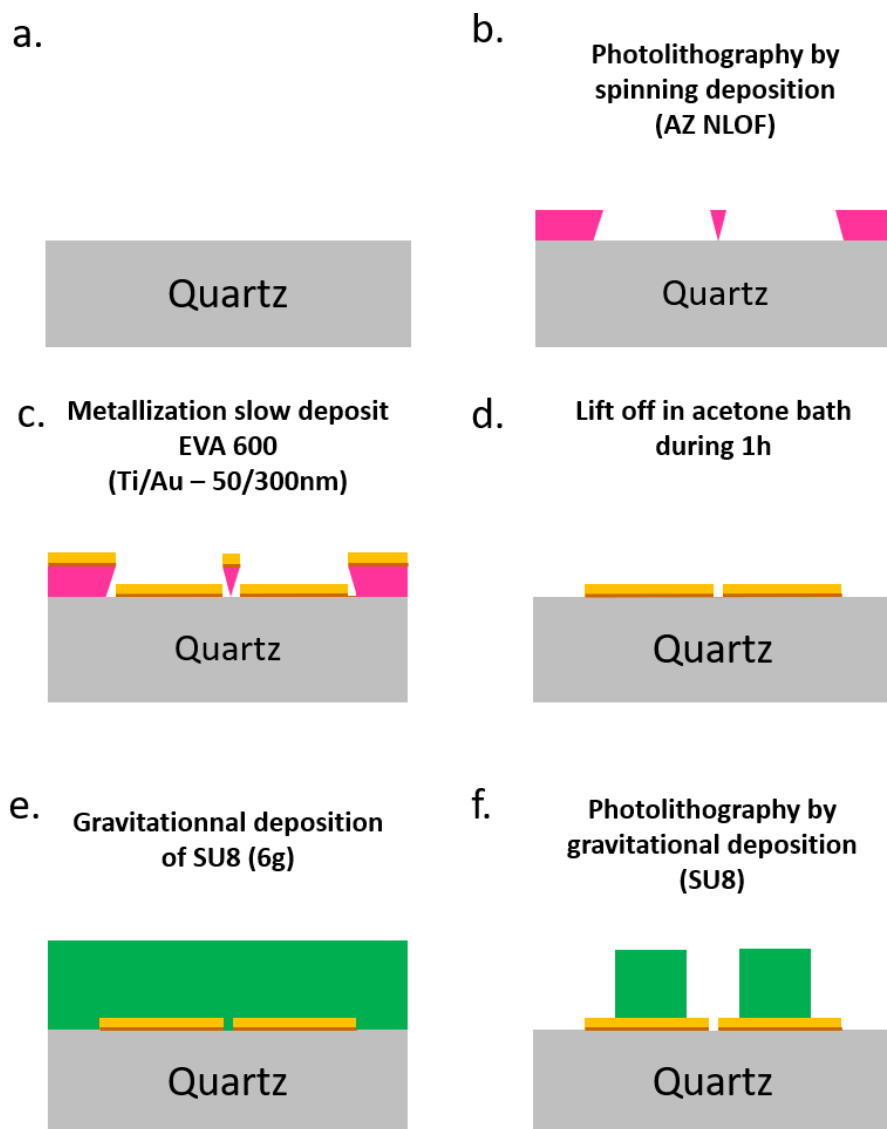 a.
Quartz
b.
Photolithography by
spinning deposition
(AZ NLOF)
Quartz
c.
Metallization slow deposit
EVA 600
(Ti/Au – 50/300nm)
Quartz
d.
Lift off in acetone bath
during 1h
Quartz
e.
Gravitationnal deposition
of SU8 (6g)
Quartz
f.
Photolithography by
gravitational deposition
(SU8)
Quartz